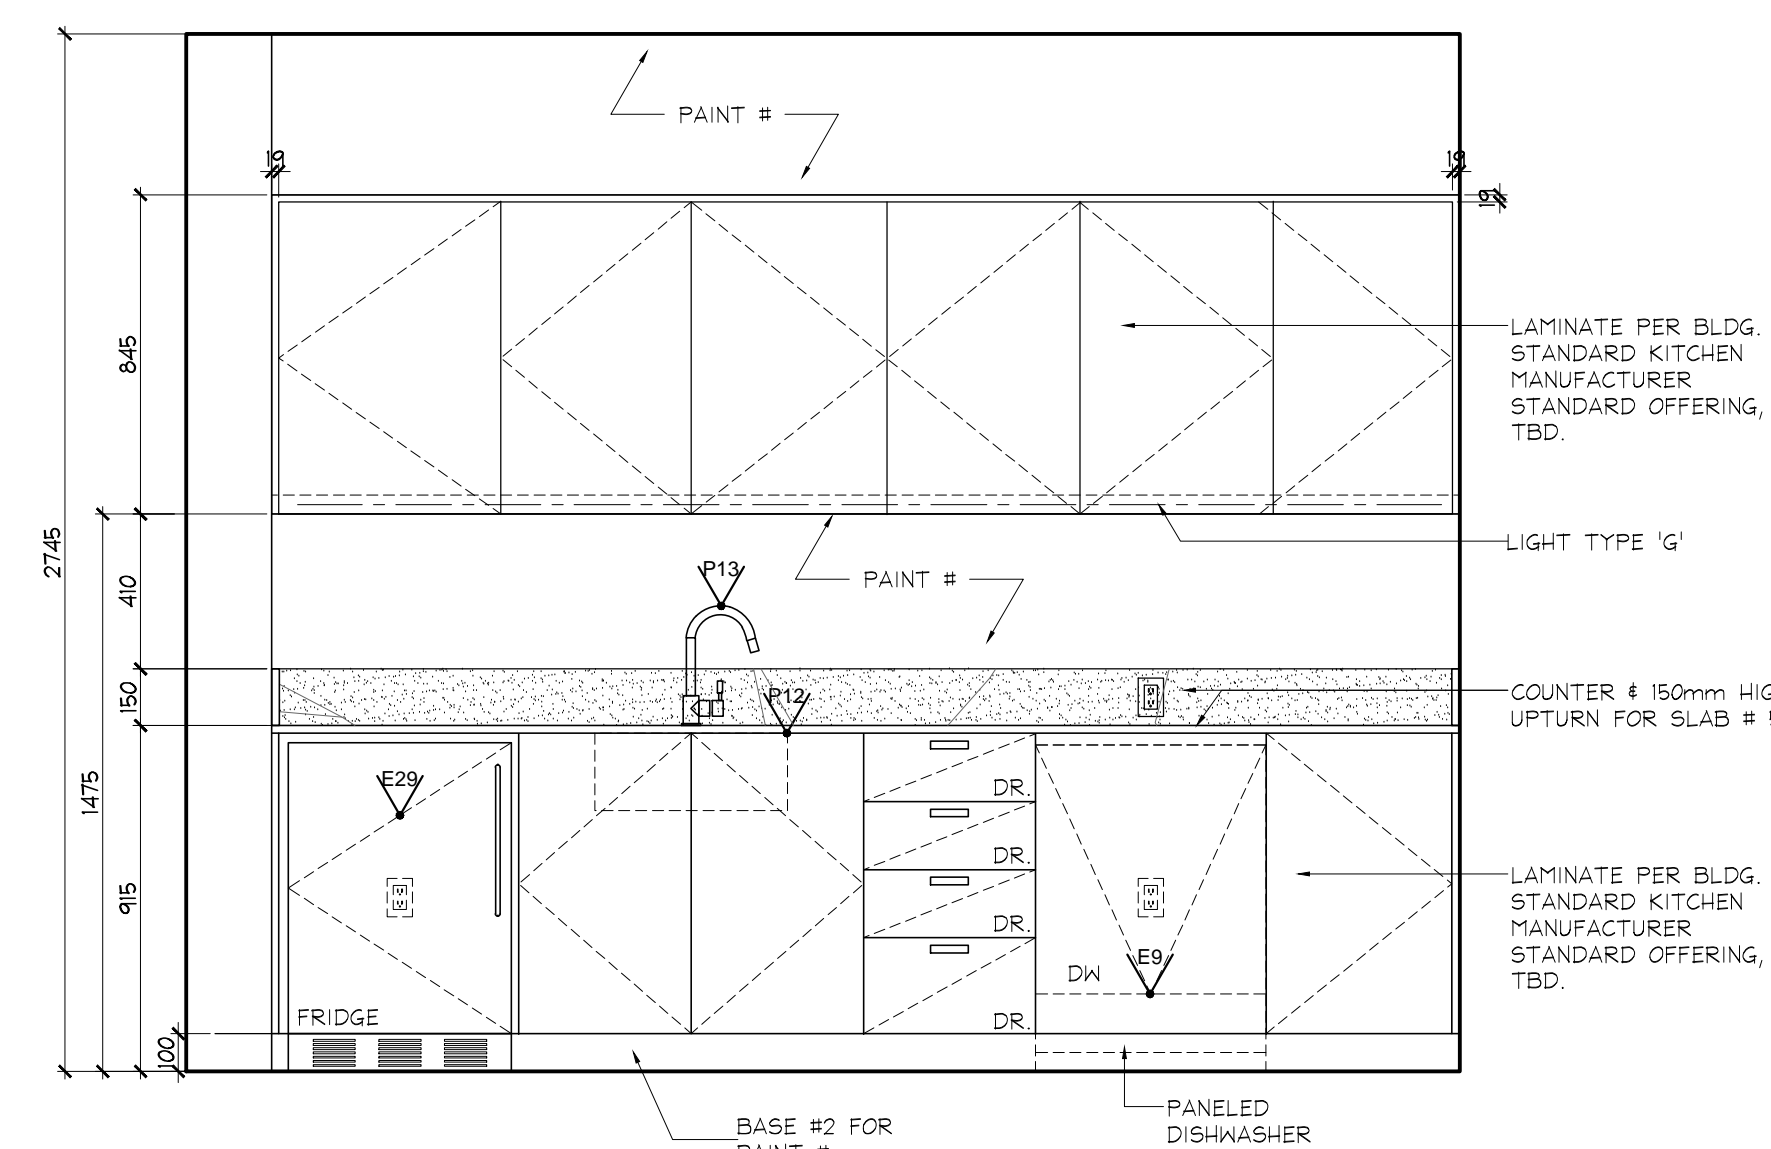 PAINT #
19
19
19
845
LAMINATE PER BLDG.
STANDARD KITCHEN
MANUFACTURER
STANDARD OFFERING,
TBD.
2745
LIGHT TYPE 'G'
P13
PAINT #
410
150
P12
COUNTER & 150mm
UPTURN FOR SLAB #
1475
E29
DR.
DR.
DR.
DR.
915
LAMINATE PER BLDG.
STANDARD KITCHEN
MANUFACTURER
STANDARD OFFERING,
TBD.
E9
DW
FRIDGE
100
BASE #2 FOR
PAINT #
PANELED
DISHWASHER